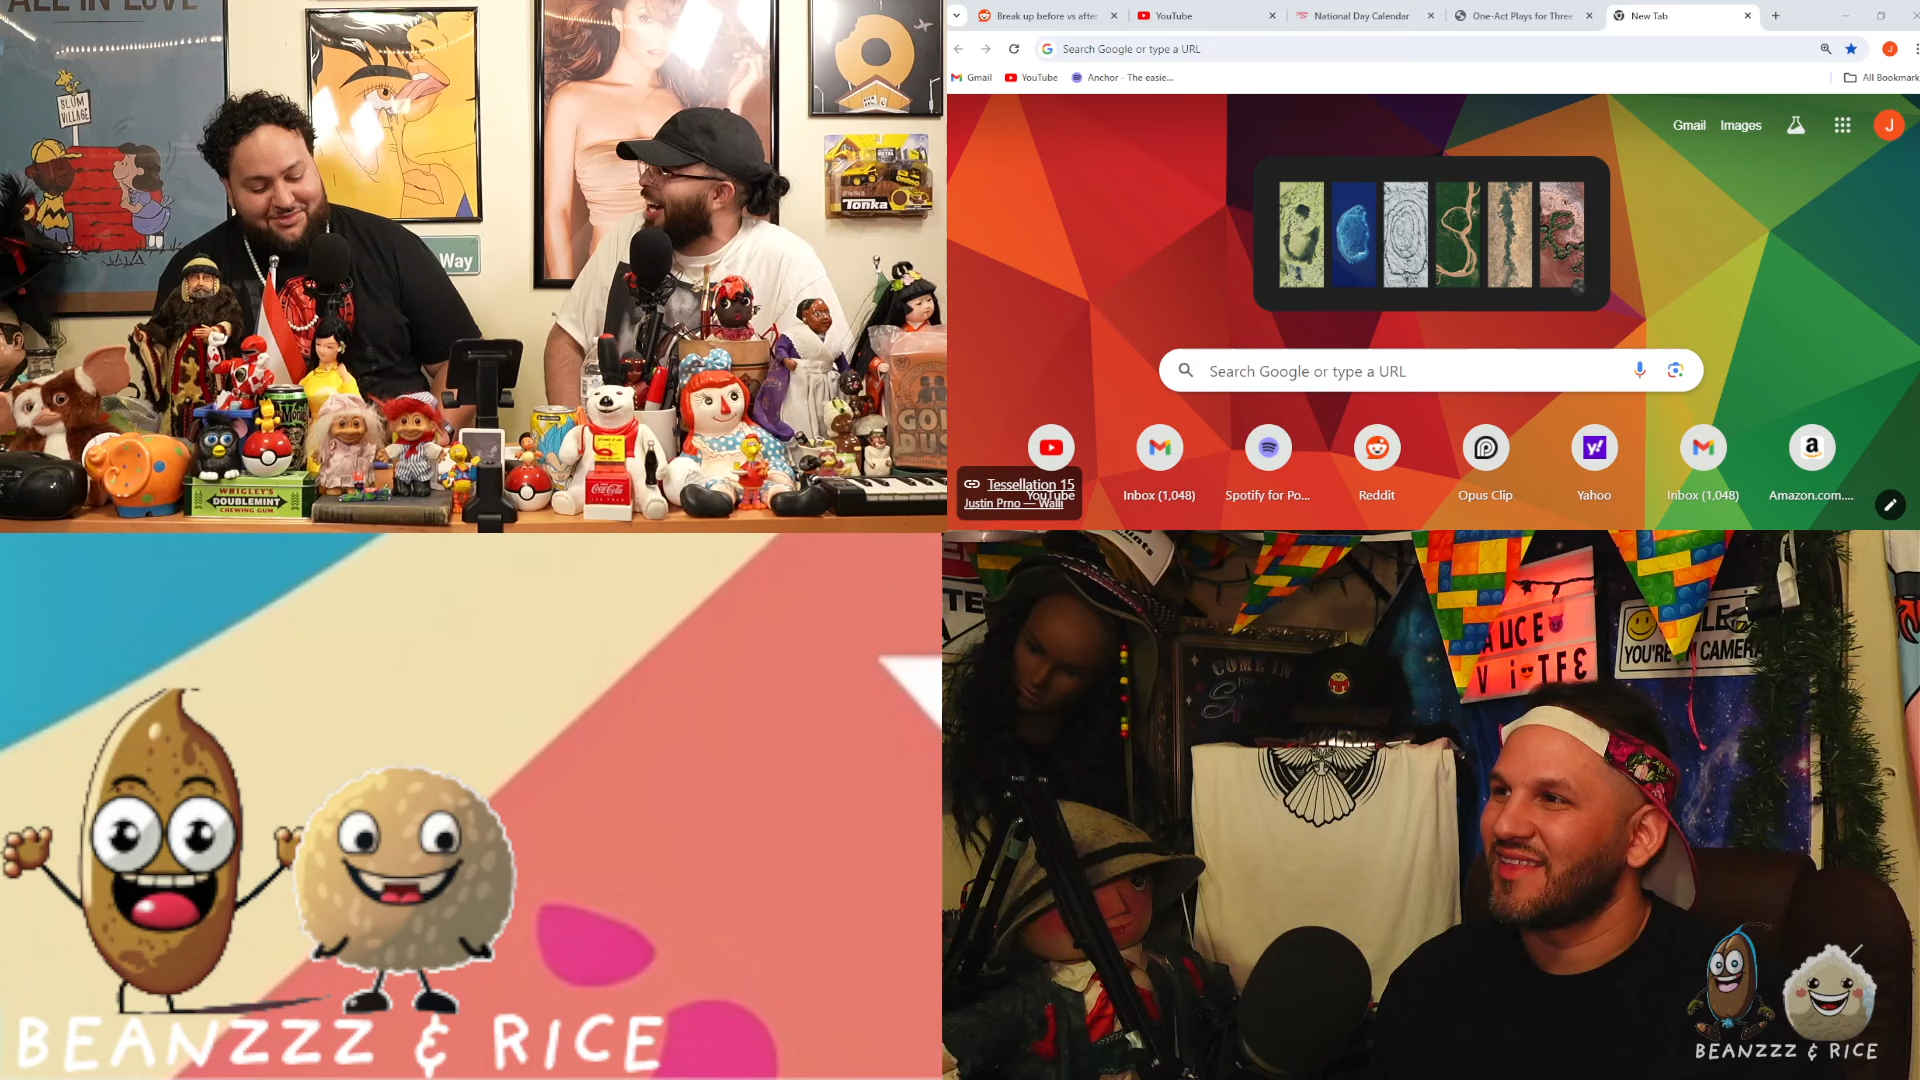 ALL IN LOVE
SLUM
VILLAGE
Way
Tonka
WRIGLEY'S
DOUBLEMINT
CHEWING GUM
Coca-Cola
GOLD
DUST
Break up before vs after
YouTube
National Day Calendar
One-Act Plays for Three
New Tab
Search Google or type a URL
Gmail
YouTube
Anchor - The easie...
All Bookmark
Gmail
Images
J
J
Search Google or type a URL
Tessellation 15
Justin Prno — Walli
YouTube
Inbox (1,048)
Spotify for Po...
Reddit
Opus Clip
Yahoo
Inbox (1,048)
Amazon.com....
BEANZZZ & RICE
COME IN
YOU'RE
CAMERA
BEANZZZ & RICE